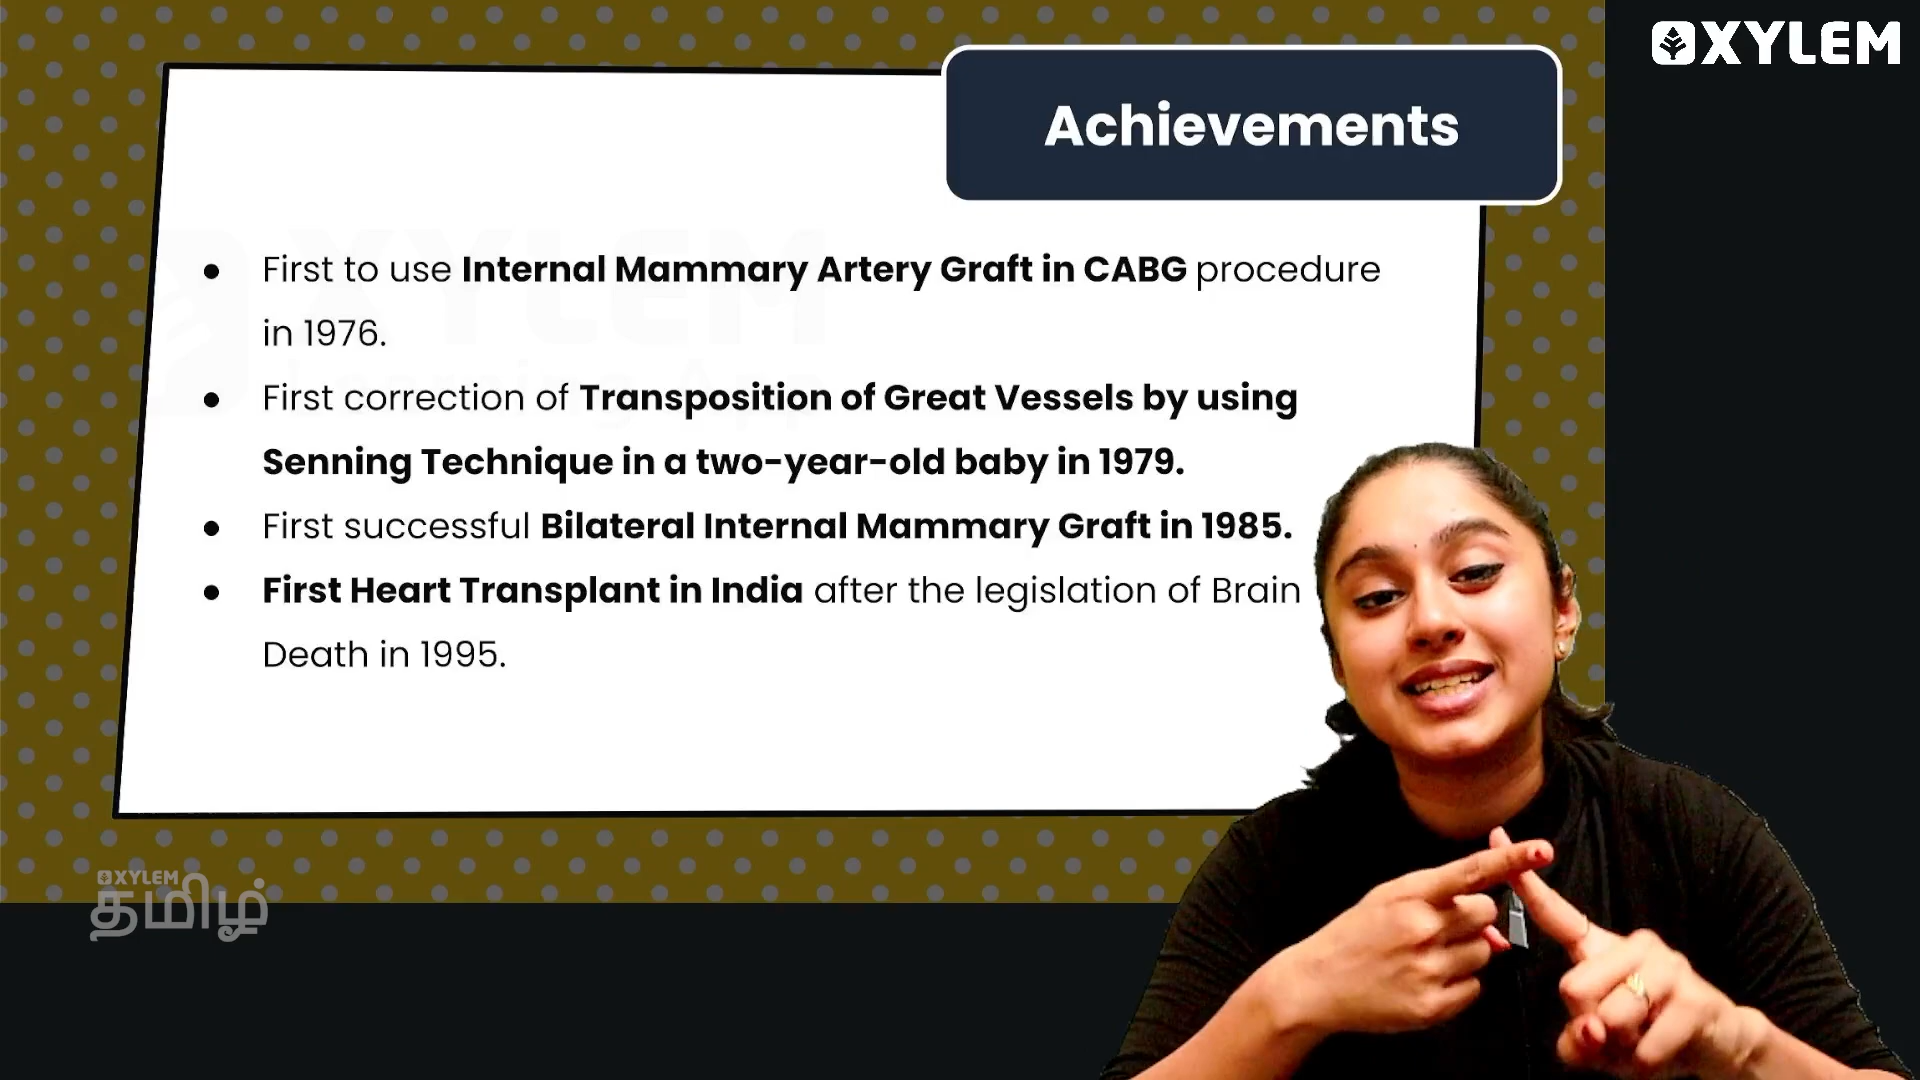 XYLEM
Achievements
● First to use Internal Mammary Artery Graft in CABG procedure
in 1976.
● First correction of Transposition of Great Vessels by using
Senning Technique in a two-year-old baby in 1979.
● First successful Bilateral Internal Mammary Graft in 1985.
● First Heart Transplant in India after the legislation of Brain
Death in 1995.
XYLEM
தமிழ்